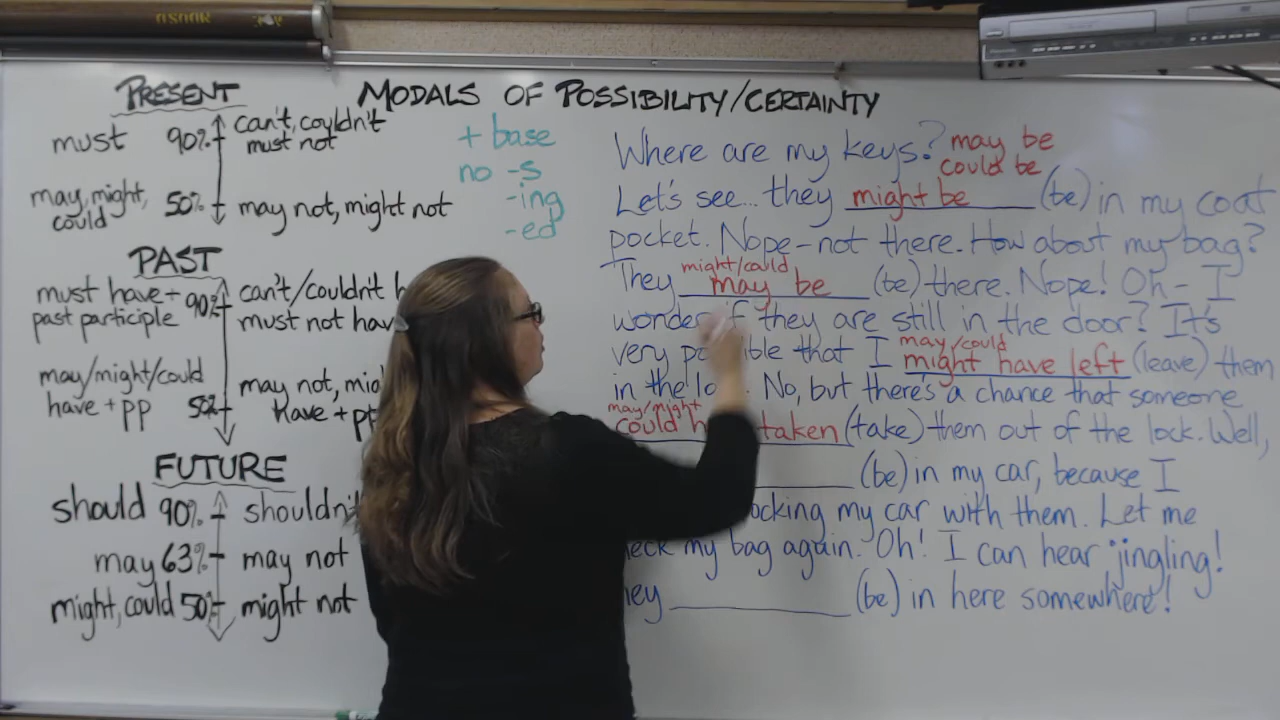 MODALS OF POSSIBILITY/CERTAINTY
PRESENT
must 90% can't, couldn't
must not
may, might, could 50% may not, might not
PAST
must have + past participle 90% can't/couldn't
must not hav
may/might/could have + pp 50% may not,
have +
FUTURE
should 90% shouldn't
may 63% may not
might, could 50% might not
+ base
no -s
-ing
-ed
Where are my keys? may be
could be
Let's see... they might be (be) in my coat
pocket. Nope - not there. How about my bag?
might/could
They may be (be) there. Nope! Oh - I
wonder if they are still in the door? It's
may/could
very possible that I might have left (leave) them
in the No, but there's a chance that someone
may/might
could taken (take) them out of the lock. Well,
(be) in my car, because I
ocking my car with them. Let me
heck my bag again. Oh! I can hear jingling!
hey (be) in here somewhere!